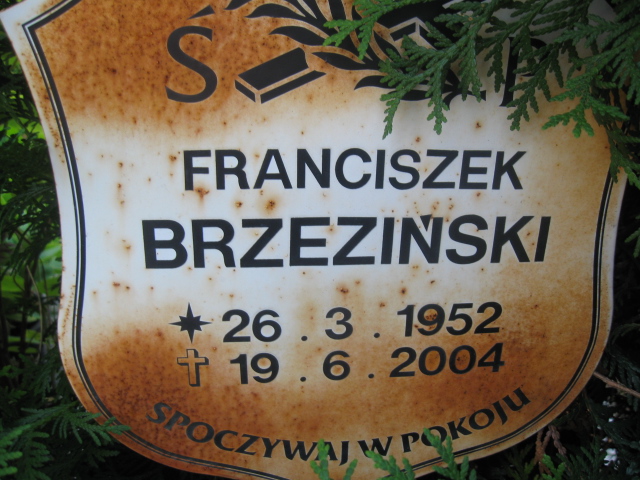 Ś P
FRANCISZEK
BRZEZIŃSKI
26.3.1952
19.6.2004
SPOCZYWAJ W POKOJU